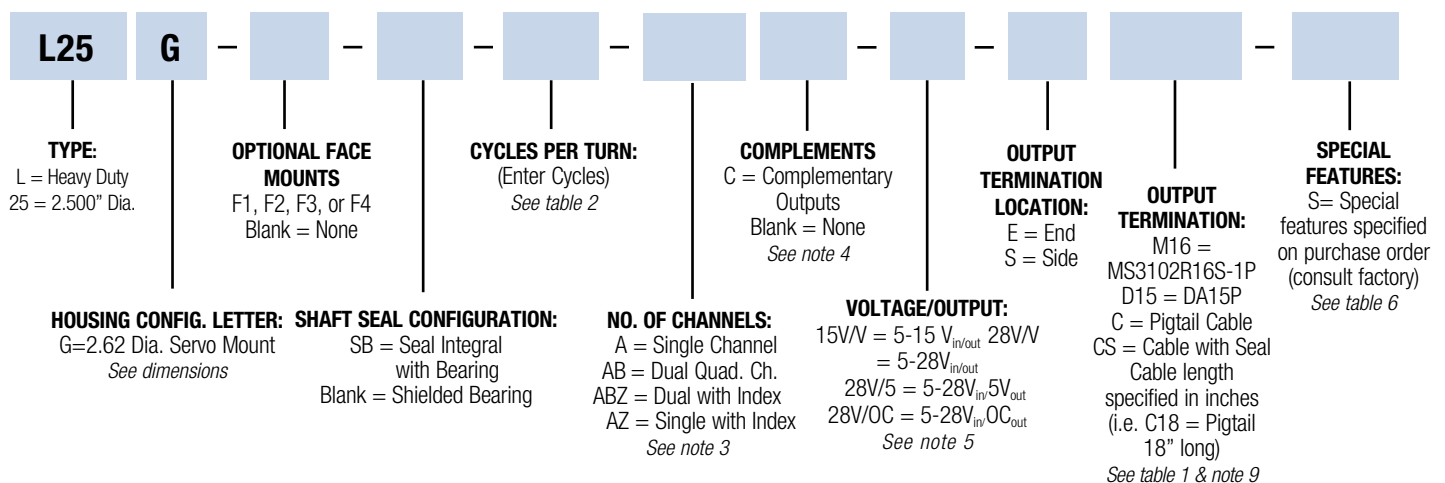 L25 G – – – – – – –
TYPE:
L = Heavy Duty
25 = 2.500” Dia.
HOUSING CONFIG. LETTER:
G=2.62 Dia. Servo Mount
See dimensions
OPTIONAL FACE
MOUNTS
F1, F2, F3, or F4
Blank = None
SHAFT SEAL CONFIGURATION:
SB = Seal Integral
with Bearing
Blank = Shielded Bearing
CYCLES PER TURN:
(Enter Cycles)
See table 2
NO. OF CHANNELS:
A = Single Channel
AB = Dual Quad. Ch.
ABZ = Dual with Index
AZ = Single with Index
See note 3
COMPLEMENTS
C = Complementary
Outputs
Blank = None
See note 4
VOLTAGE/OUTPUT:
15V/V = 5-15 Vin/out 28V/V
= 5-28Vin/out
28V/5 = 5-28Vin/5Vout
28V/OC = 5-28Vin/OCout
See note 5
OUTPUT
TERMINATION
LOCATION:
E = End
S = Side
OUTPUT
TERMINATION:
M16 =
MS3102R16S-1P
D15 = DA15P
C = Pigtail Cable
CS = Cable with Seal
Cable length
specified in inches
(i.e. C18 = Pigtail
18” long)
See table 1 & note 9
SPECIAL
FEATURES:
S= Special
features specified
on purchase order
(consult factory)
See table 6